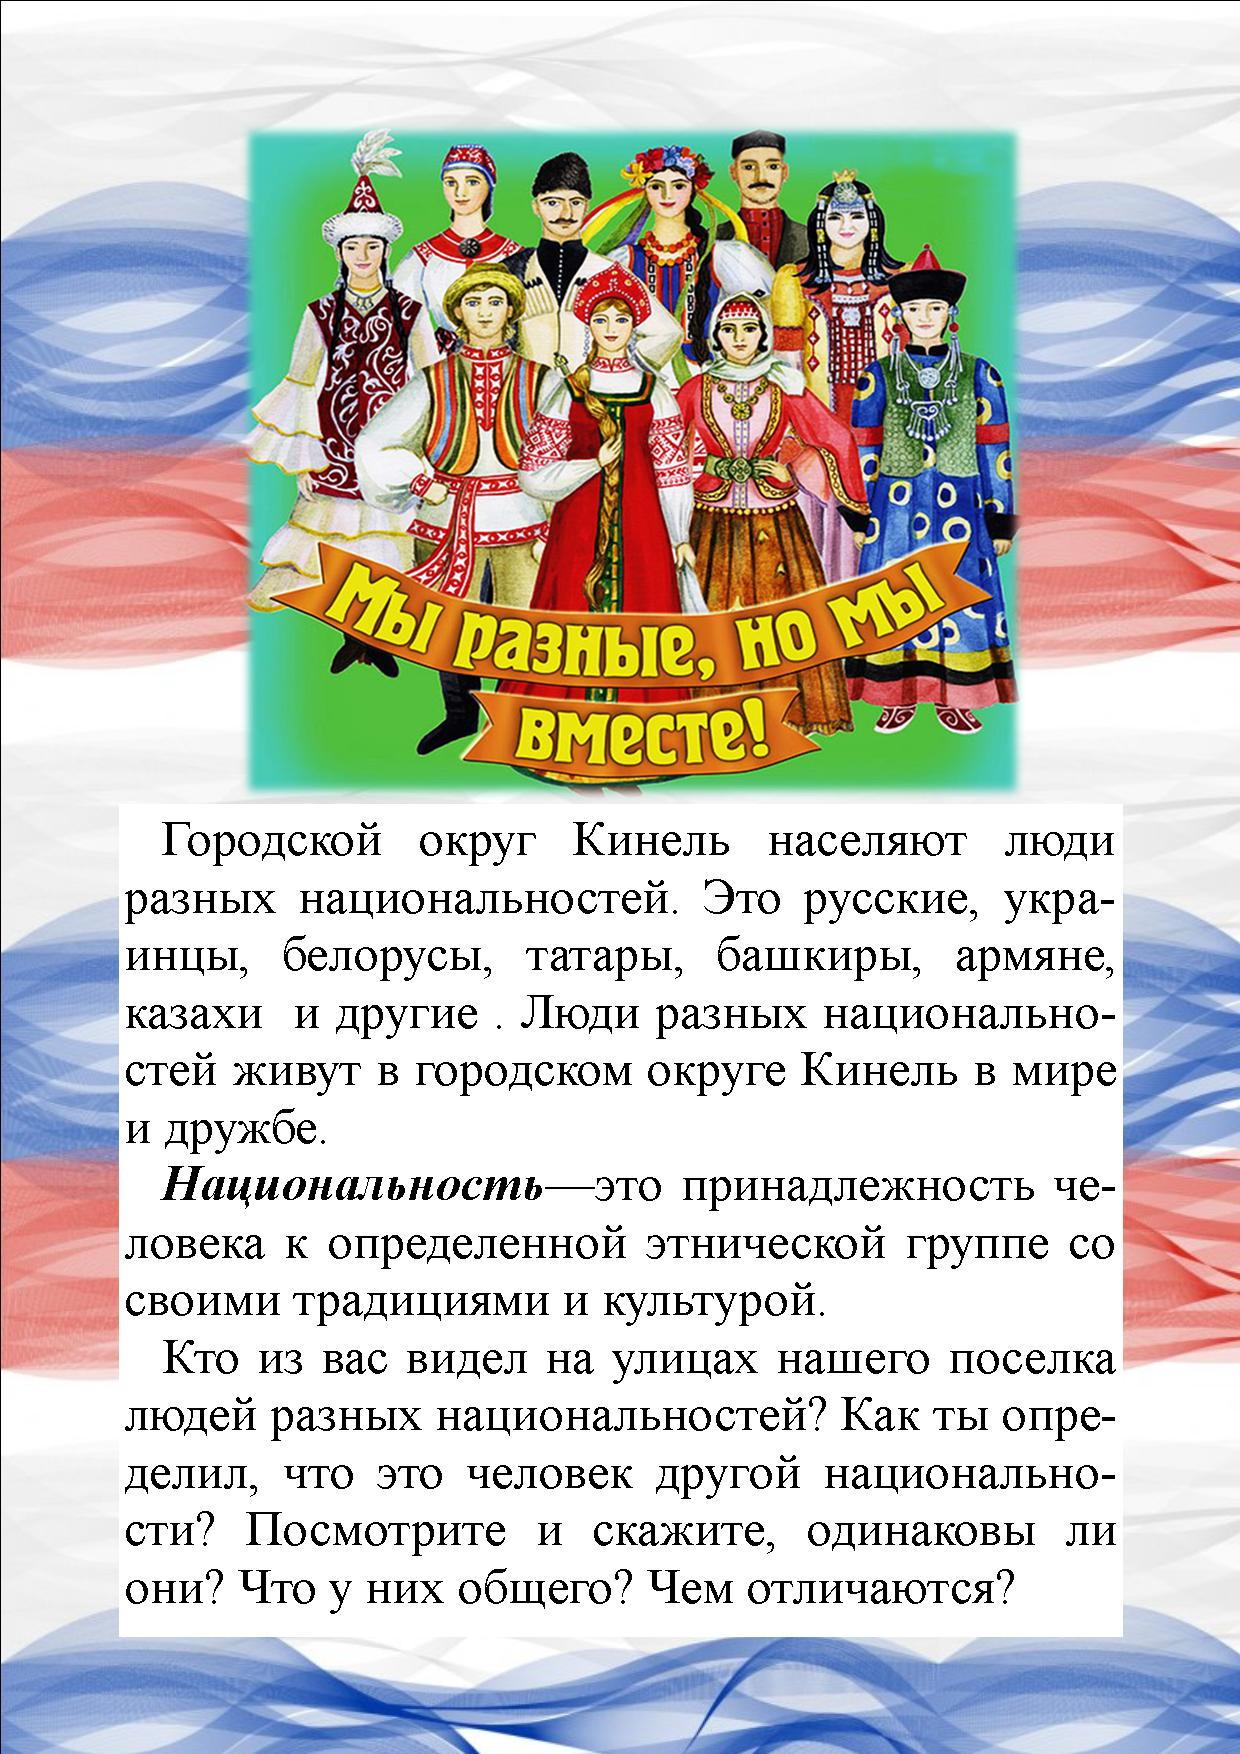 Мы разные, но мы
вместе!
Городской округ Кинель населяют люди
разных национальностей. Это русские, укра-
инцы, белорусы, татары, башкиры, армяне,
казахи  и другие . Люди разных национально-
стей живут в городском округе Кинель в мире
и дружбе.
Национальность—это принадлежность че-
ловека к определенной этнической группе со
своими традициями и культурой.
Кто из вас видел на улицах нашего поселка
людей разных национальностей? Как ты опре-
делил, что это человек другой национально-
сти? Посмотрите и скажите, одинаковы ли
они? Что у них общего? Чем отличаются?